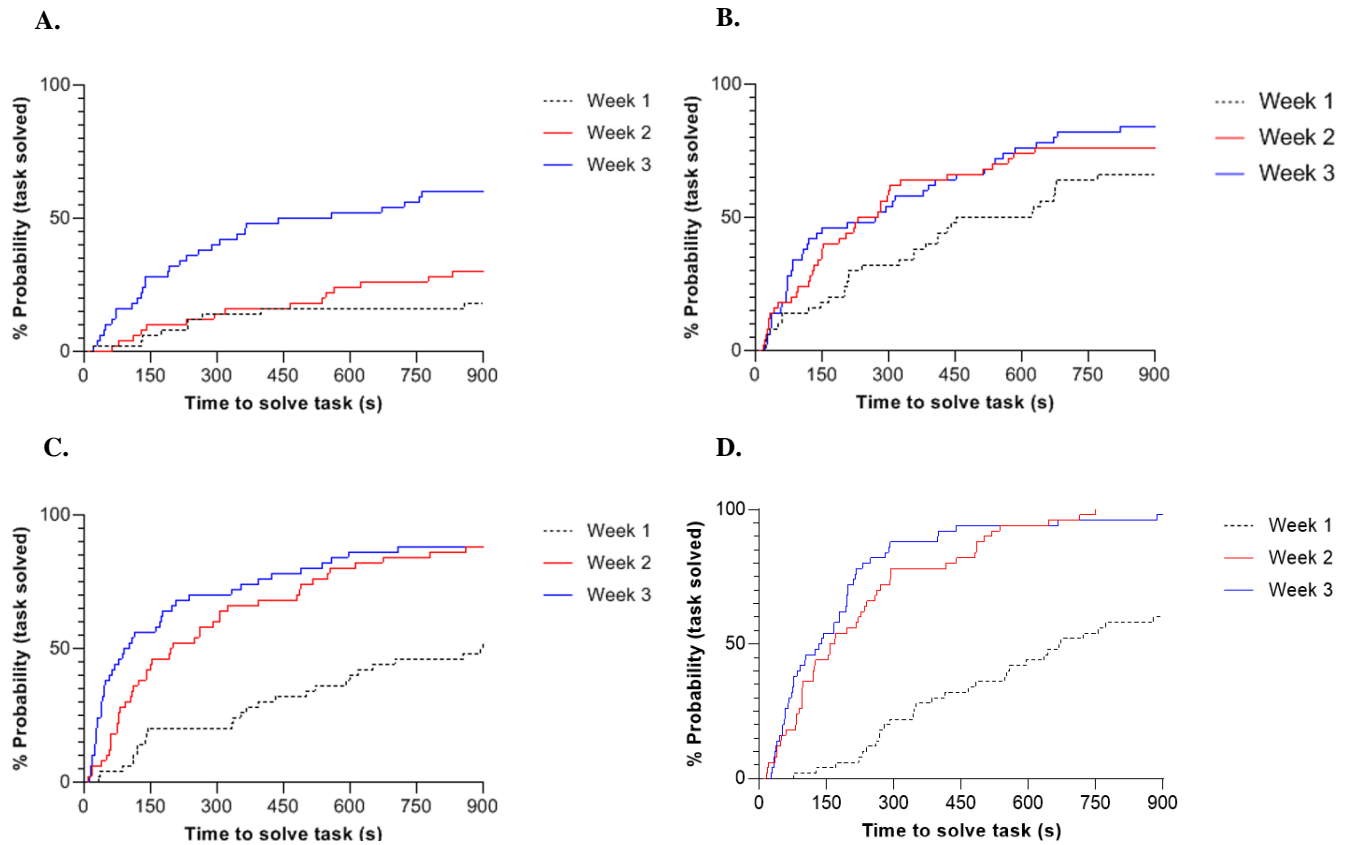 A.
% Probability (task solved)
100
50
0
0 150 300 450 600 750 900
Time to solve task (s)
Week 1
Week 2
Week 3
B.
% Probability (task solved)
100
50
0
0 150 300 450 600 750 900
Time to solve task (s)
Week 1
Week 2
Week 3
C.
% Probability (task solved)
100
50
0
0 150 300 450 600 750 900
Time to solve task (s)
Week 1
Week 2
Week 3
D.
% Probability (task solved)
100
50
0
0 150 300 450 600 750 900
Time to solve task (s)
Week 1
Week 2
Week 3